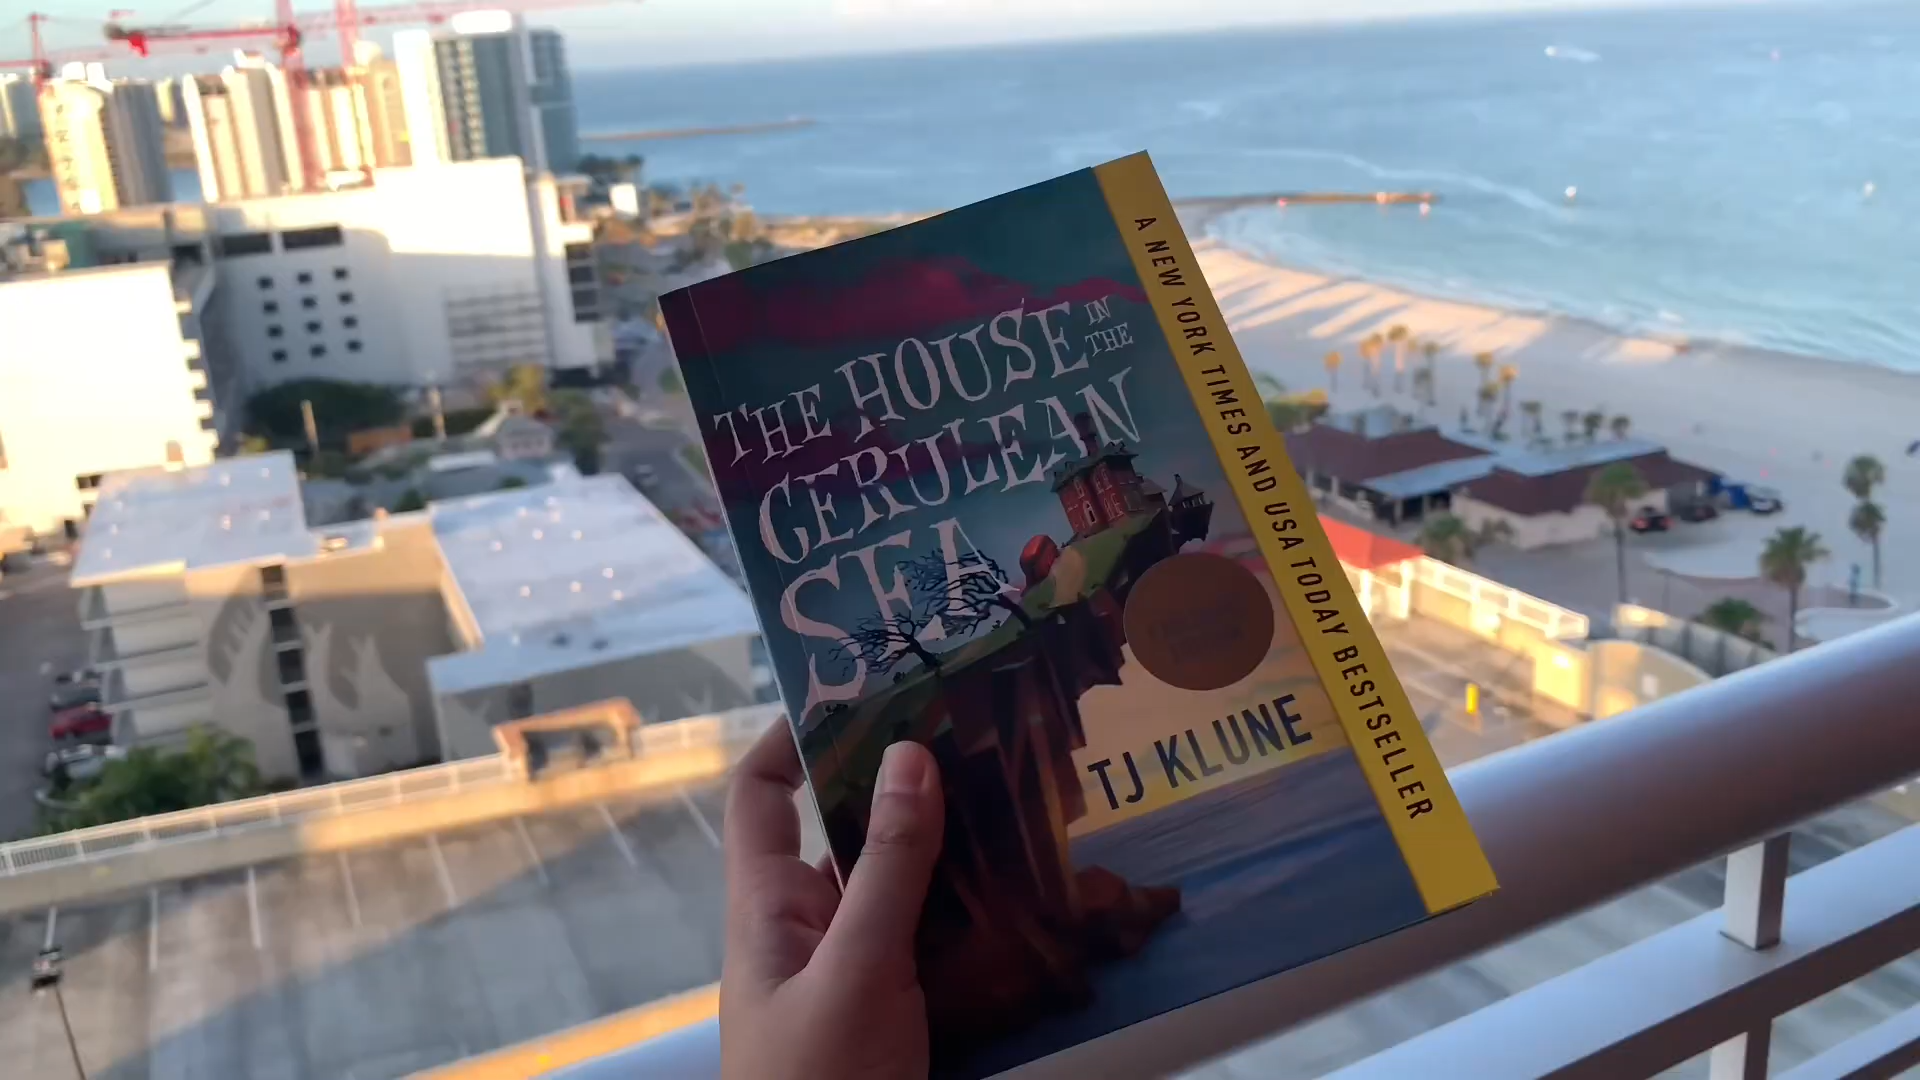 THE HOUSE IN THE
CERULEAN
SEA
TJ KLUNE
A NEW YORK TIMES AND USA TODAY BESTSELLER